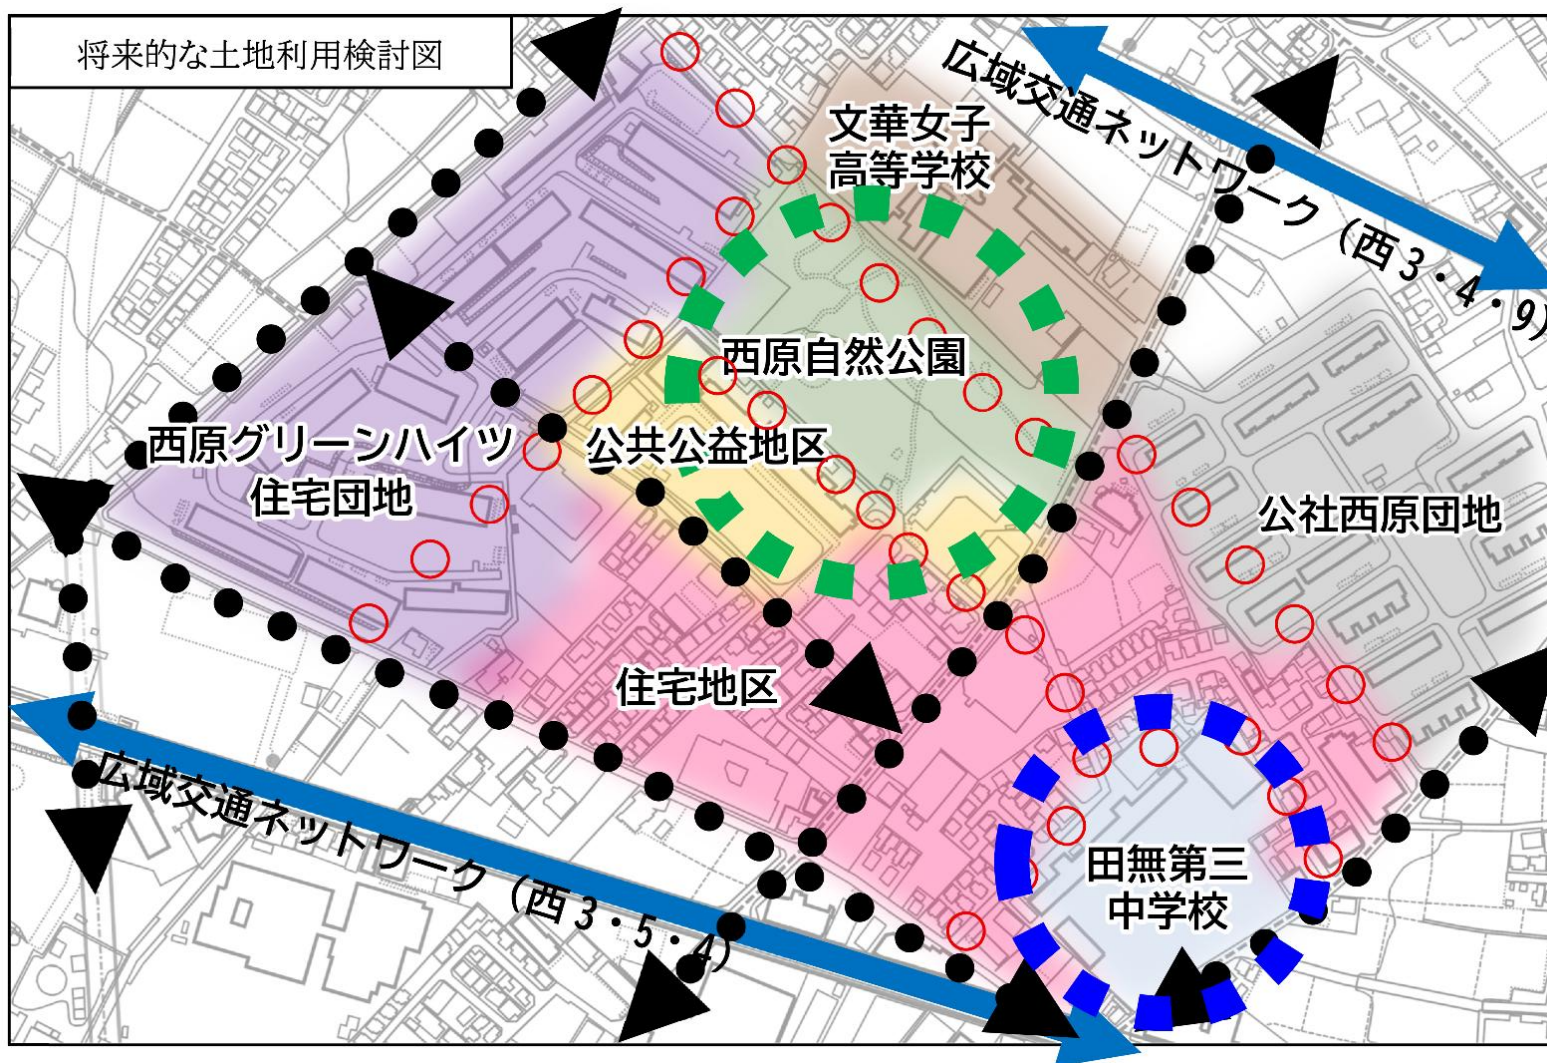 将来的な土地利用検討図
広域交通ネットワーク（西３・４・９）
文華女子
高等学校
西原自然公園
西原グリーンハイツ
住宅団地
公共公益地区
公社西原団地
住宅地区
広域交通ネットワーク（西３・５・４）
田無第三
中学校